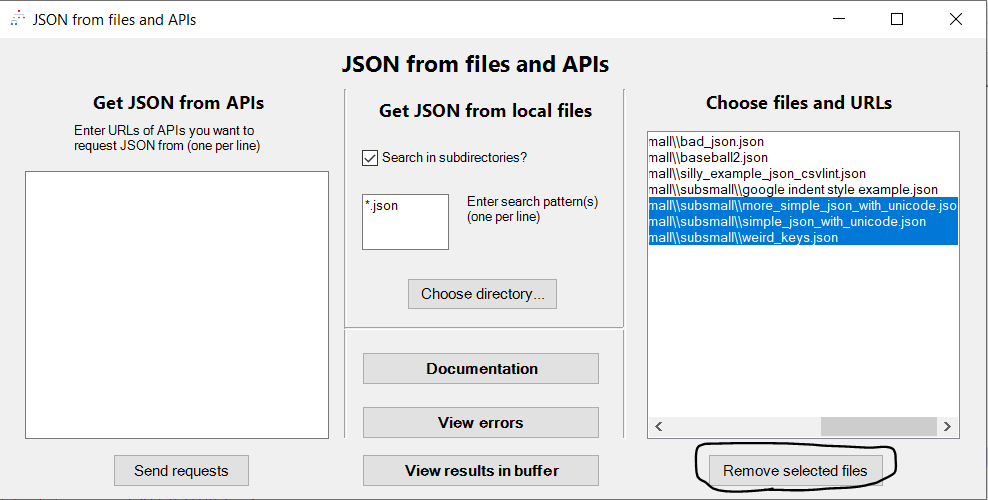 JSON from files and APIs
JSON from files and APIs
Get JSON from APIs
Enter URLs of APIs you want to
request JSON from (one per line)
Send requests
Get JSON from local files
Search in subdirectories?
*.json
Enter search pattern(s)
(one per line)
Choose directory...
Documentation
View errors
View results in buffer
Choose files and URLs
mall\\bad_json.json
mall\\baseball2.json
mall\\silly_example_json_csvlint.json
mall\\subsmall\\google indent style example.json
mall\\subsmall\\more_simple_json_with_unicode.jso
mall\\subsmall\\simple_json_with_unicode.json
mall\\subsmall\\weird_keys.json
Remove selected files